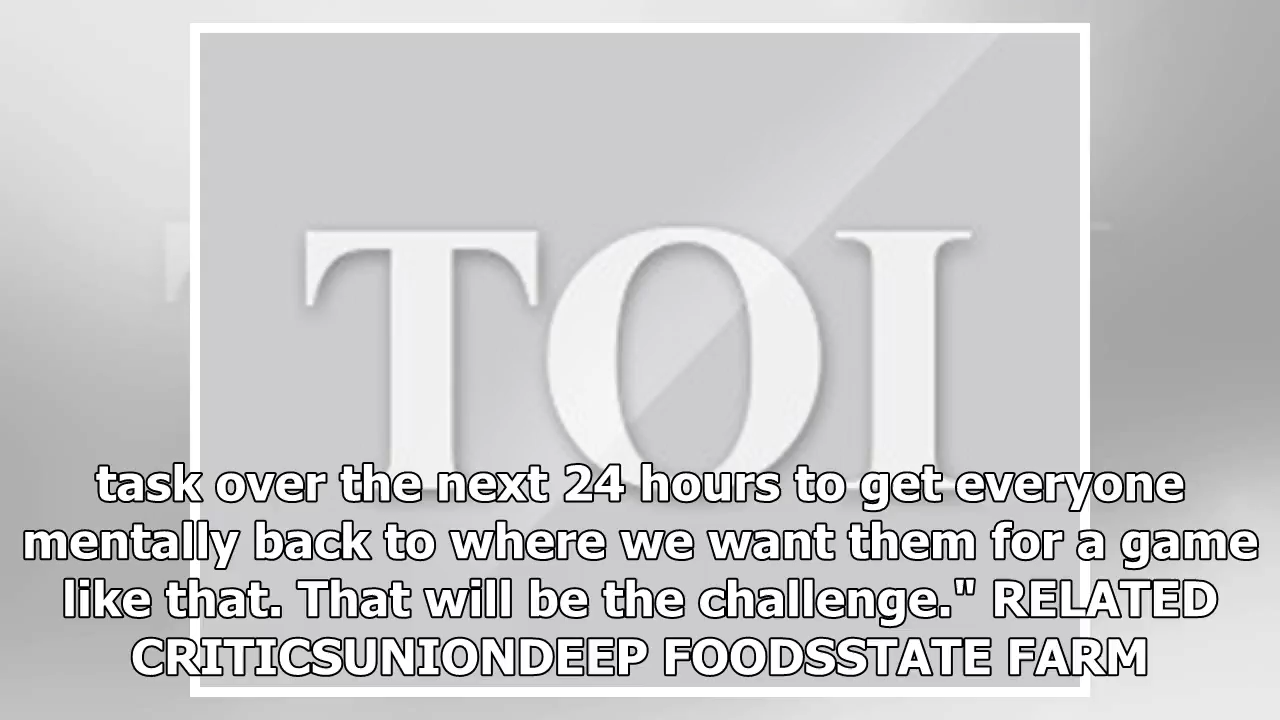 TOI
task over the next 24 hours to get everyone
mentally back to where we want them for a game
like that. That will be the challenge." RELATED
CRITICSUNIONDEEP FOODSSTATE FARM